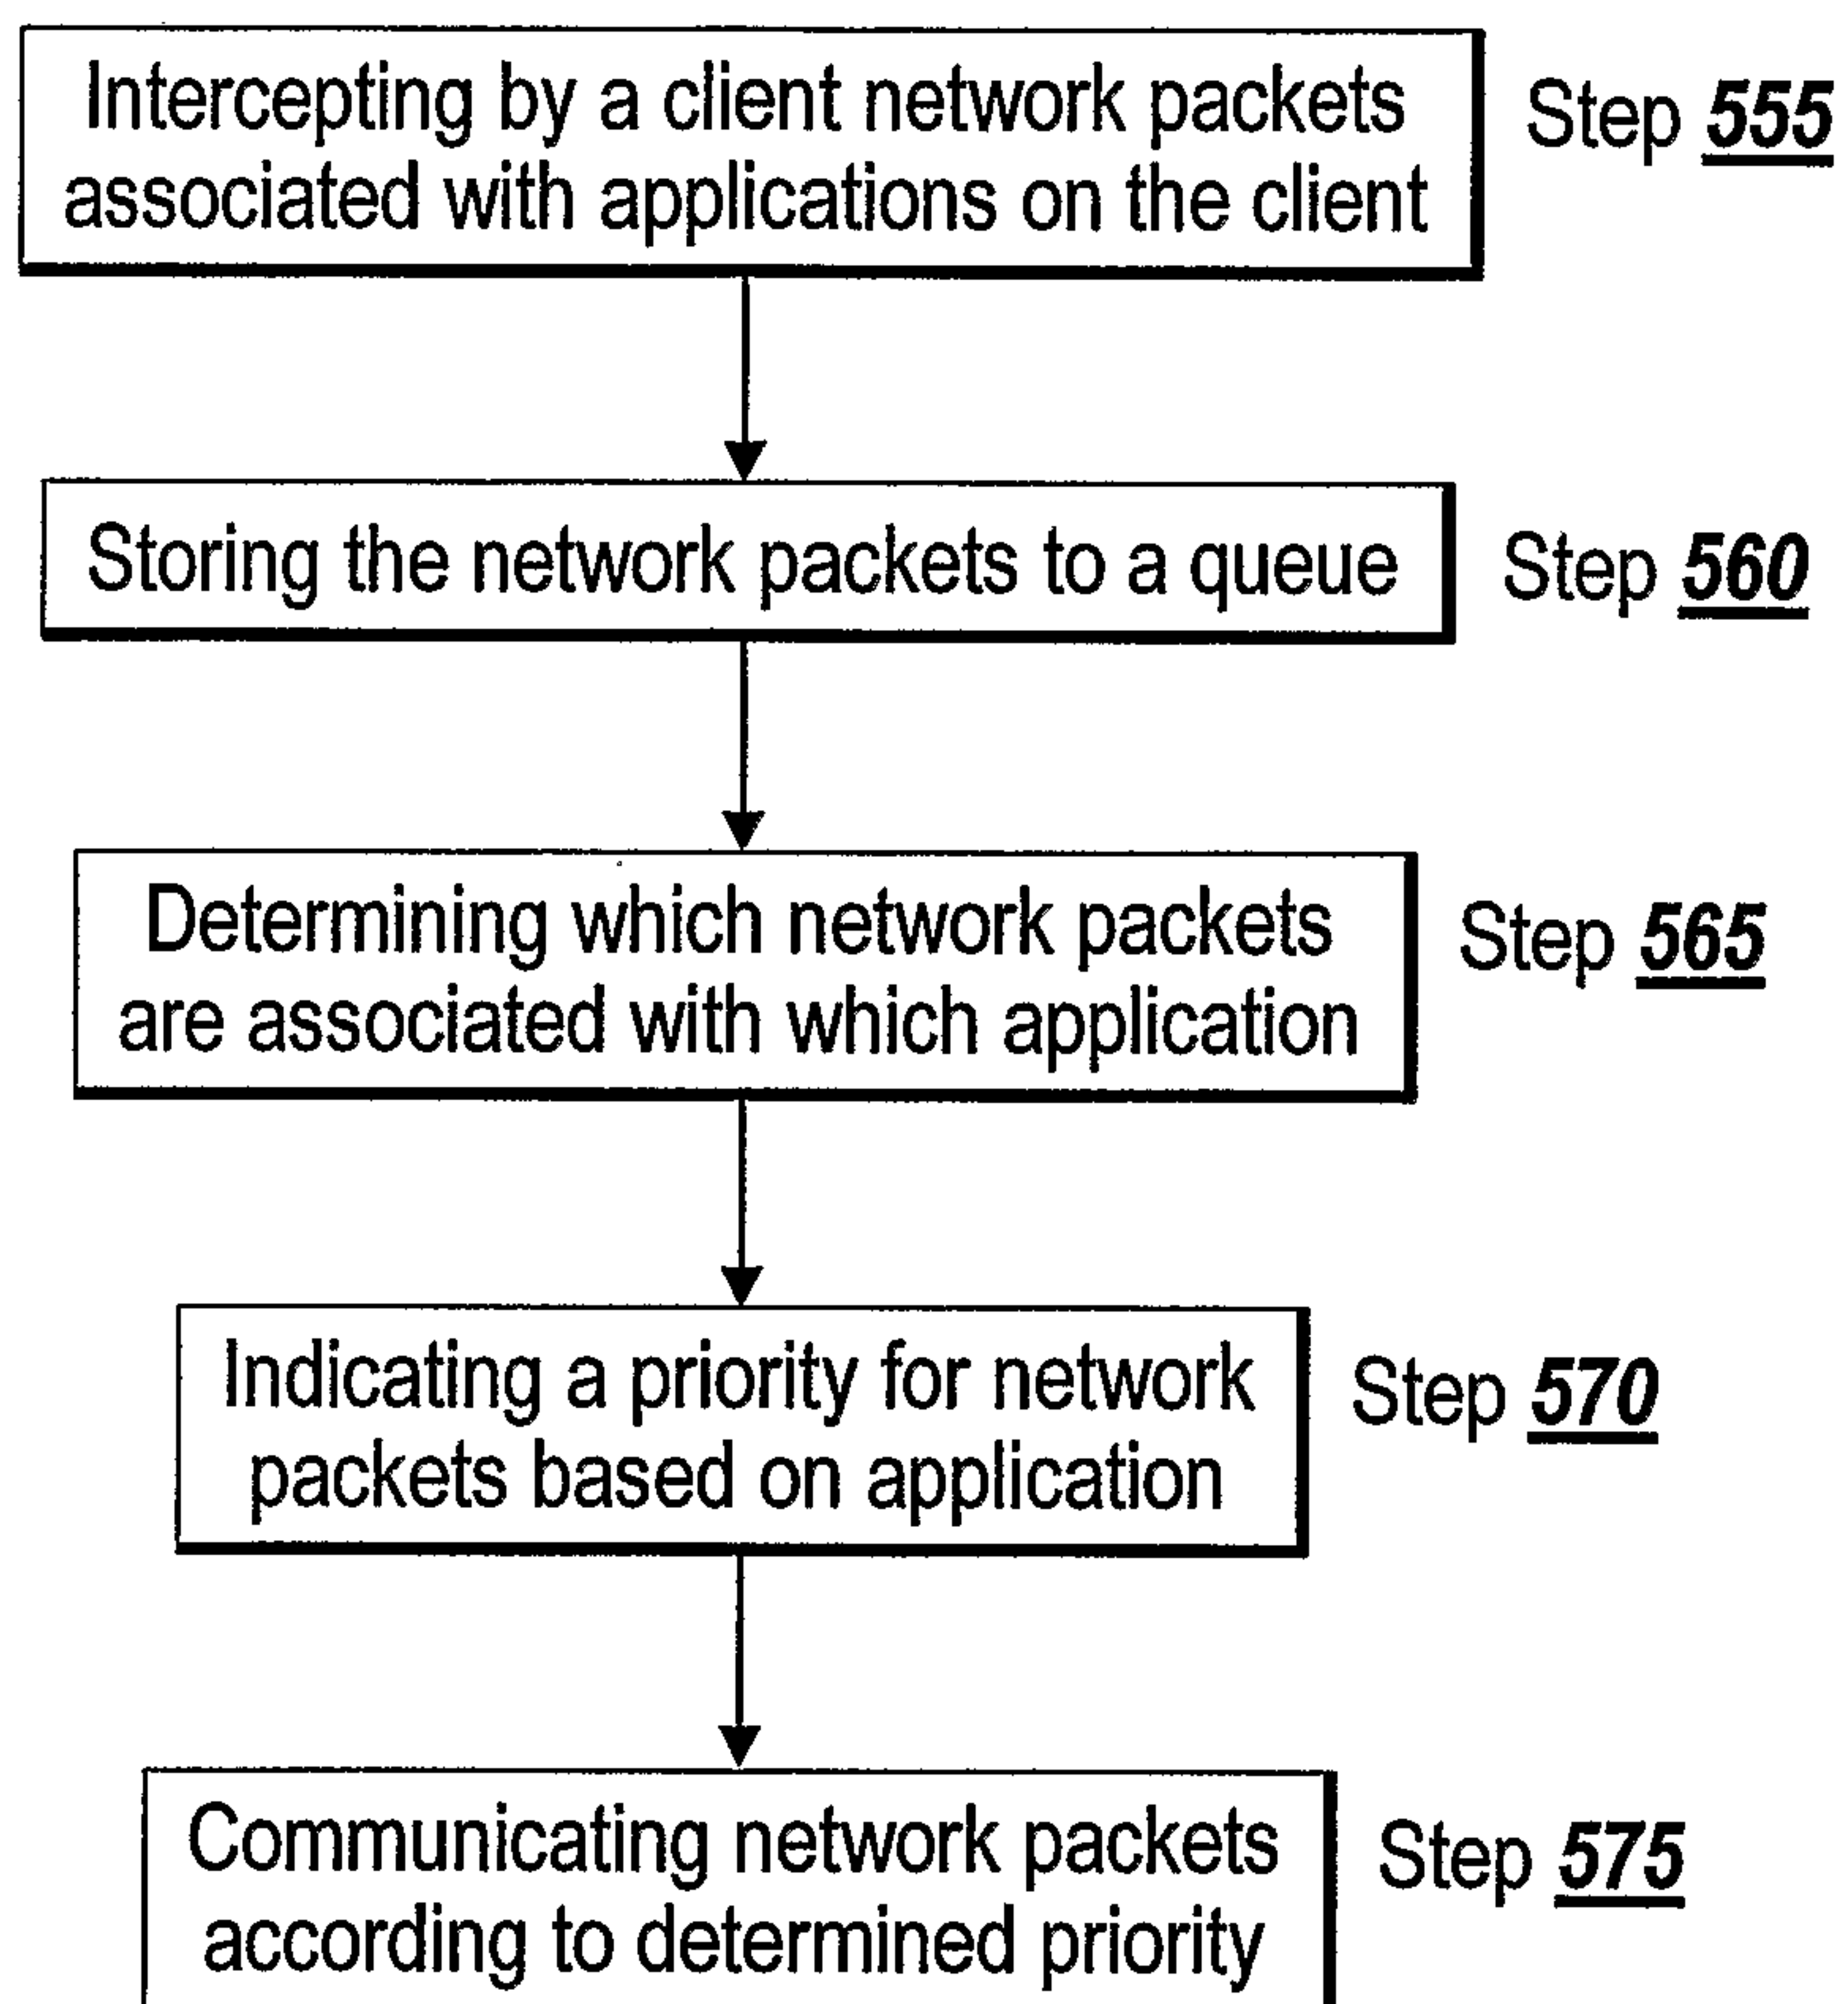 Intercepting by a client network packets
associated with applications on the client
Step 555
Storing the network packets to a queue
Step 560
Determining which network packets
are associated with which application
Step 565
Indicating a priority for network
packets based on application
Step 570
Communicating network packets
according to determined priority
Step 575